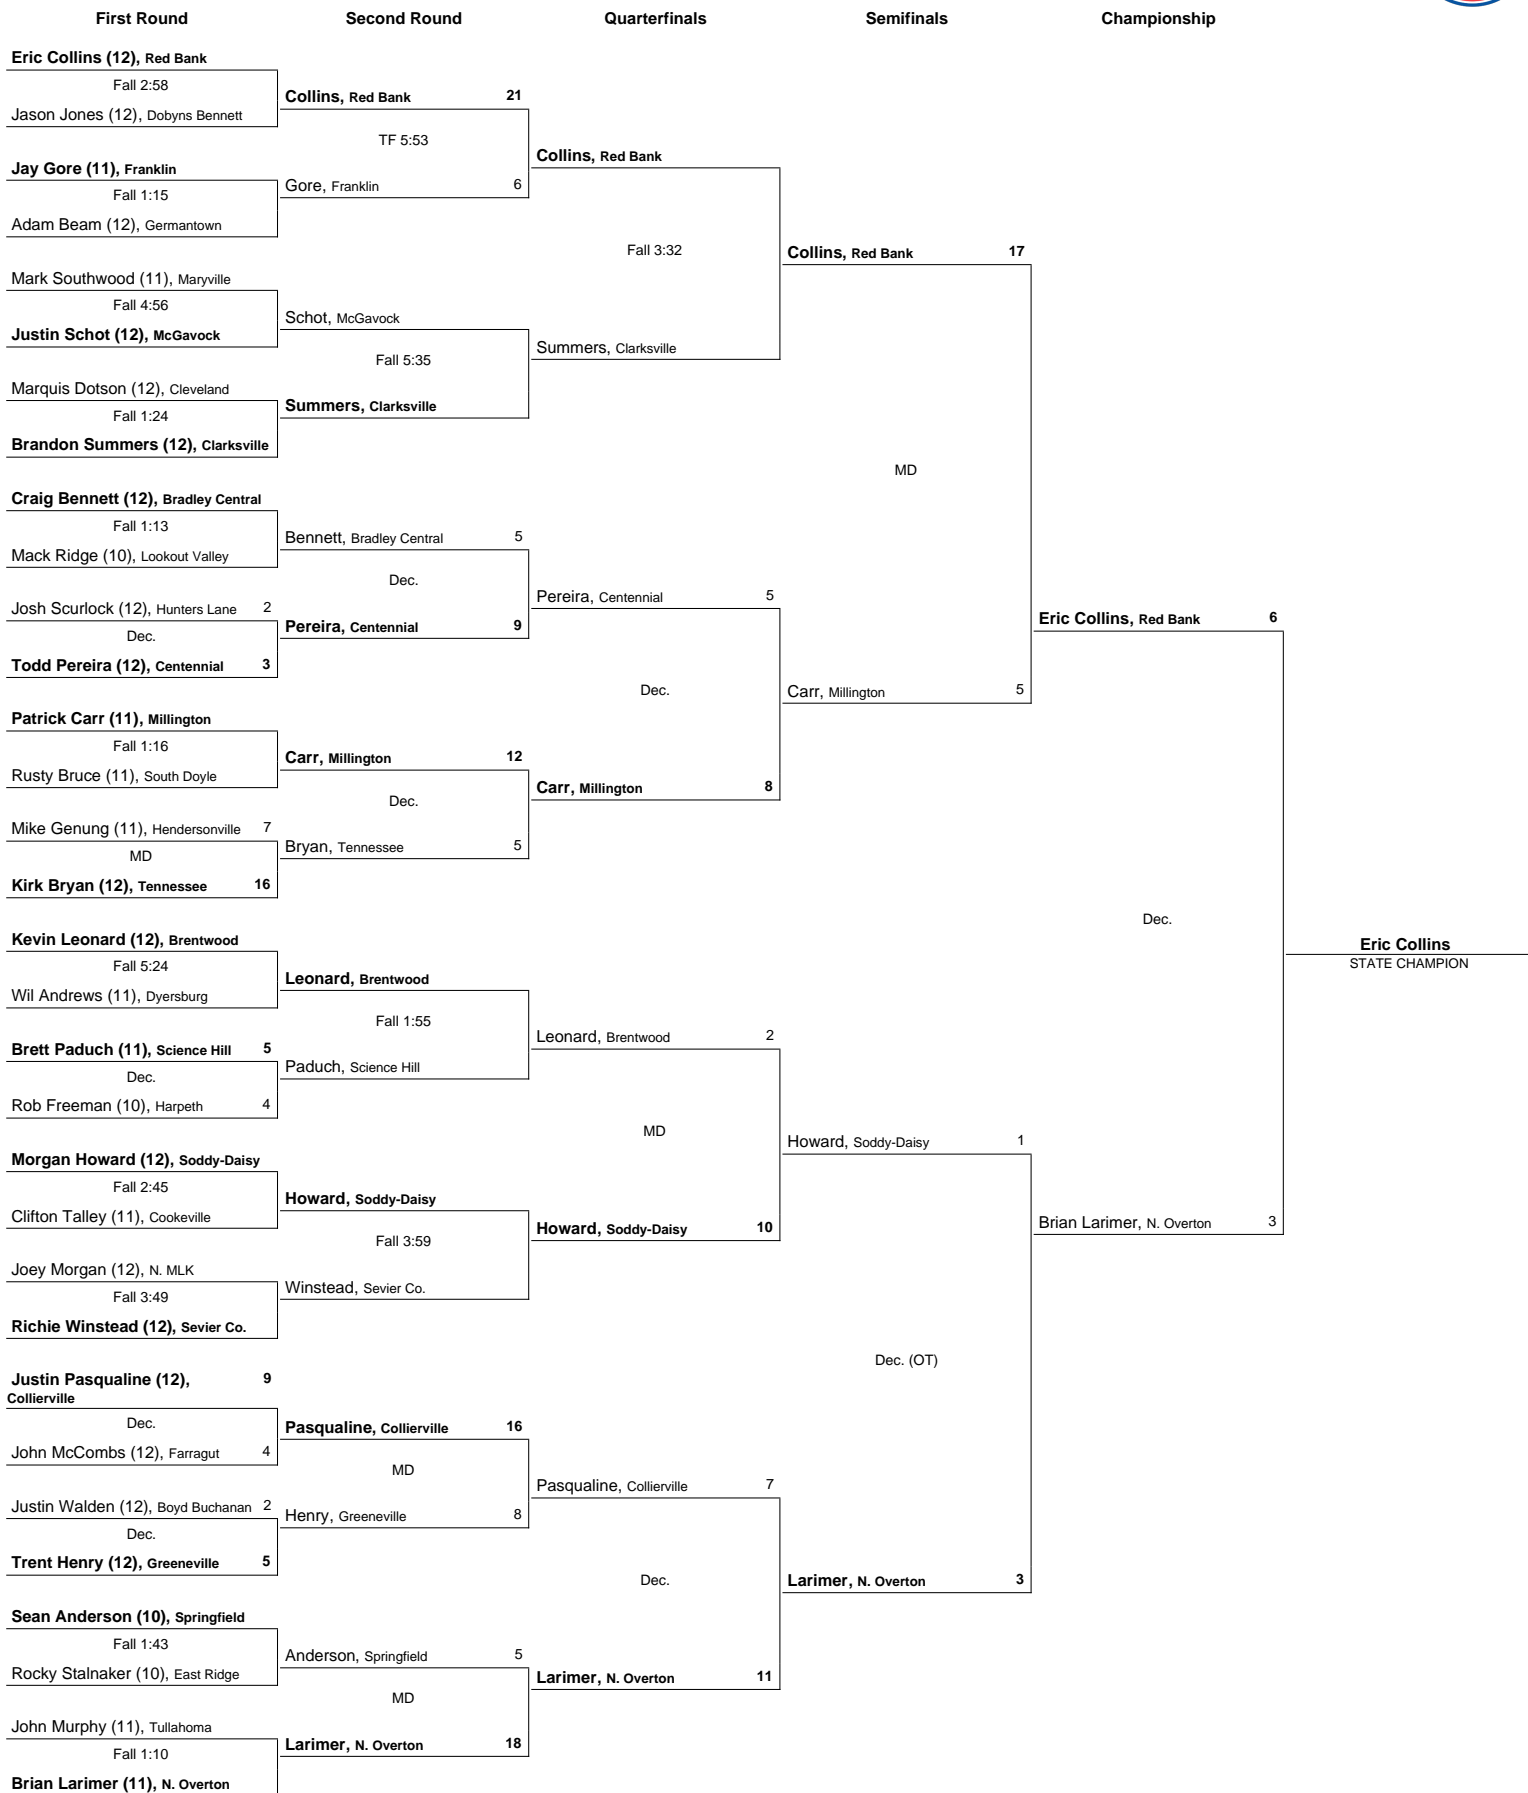 First Round
Second Round
Quarterfinals
Semifinals
Championship
Eric Collins (12), Red Bank
Fall 2:58
Jason Jones (12), Dobyns Bennett
Jay Gore (11), Franklin
Fall 1:15
Adam Beam (12), Germantown
Mark Southwood (11), Maryville
Fall 4:56
Justin Schot (12), McGavock
Marquis Dotson (12), Cleveland
Fall 1:24
Brandon Summers (12), Clarksville
Craig Bennett (12), Bradley Central
Fall 1:13
Mack Ridge (10), Lookout Valley
Josh Scurlock (12), Hunters Lane 2
Dec.
Todd Pereira (12), Centennial 3
Patrick Carr (11), Millington
Fall 1:16
Rusty Bruce (11), South Doyle
Mike Genung (11), Hendersonville 7
MD
Kirk Bryan (12), Tennessee 16
Kevin Leonard (12), Brentwood
Fall 5:24
Wil Andrews (11), Dyersburg
Brett Paduch (11), Science Hill 5
Dec.
Rob Freeman (10), Harpeth 4
Morgan Howard (12), Soddy-Daisy
Fall 2:45
Clifton Talley (11), Cookeville
Joey Morgan (12), N. MLK
Fall 3:49
Richie Winstead (12), Sevier Co.
Justin Pasqualine (12), 9
Collierville
Dec.
John McCombs (12), Farragut 4
Justin Walden (12), Boyd Buchanan 2
Dec.
Trent Henry (12), Greeneville 5
Sean Anderson (10), Springfield
Fall 1:43
Rocky Stalnaker (10), East Ridge
John Murphy (11), Tullahoma
Fall 1:10
Brian Larimer (11), N. Overton
Collins, Red Bank 21
TF 5:53
Gore, Franklin 6
Schot, McGavock
Fall 5:35
Summers, Clarksville
Bennett, Bradley Central 5
Dec.
Pereira, Centennial 9
Carr, Millington 12
Dec.
Bryan, Tennessee 5
Leonard, Brentwood
Fall 1:55
Paduch, Science Hill
Howard, Soddy-Daisy
Fall 3:59
Winstead, Sevier Co.
Pasqualine, Collierville 16
MD
Henry, Greeneville 8
Anderson, Springfield 5
MD
Larimer, N. Overton 18
Collins, Red Bank
Fall 3:32
Summers, Clarksville
Pereira, Centennial 5
Dec.
Carr, Millington 8
Leonard, Brentwood 2
MD
Howard, Soddy-Daisy 10
Pasqualine, Collierville 7
Dec.
Larimer, N. Overton 11
Collins, Red Bank 17
MD
Carr, Millington 5
Howard, Soddy-Daisy 1
Dec. (OT)
Larimer, N. Overton 3
Eric Collins, Red Bank 6
Dec.
Brian Larimer, N. Overton 3
Eric Collins
STATE CHAMPION